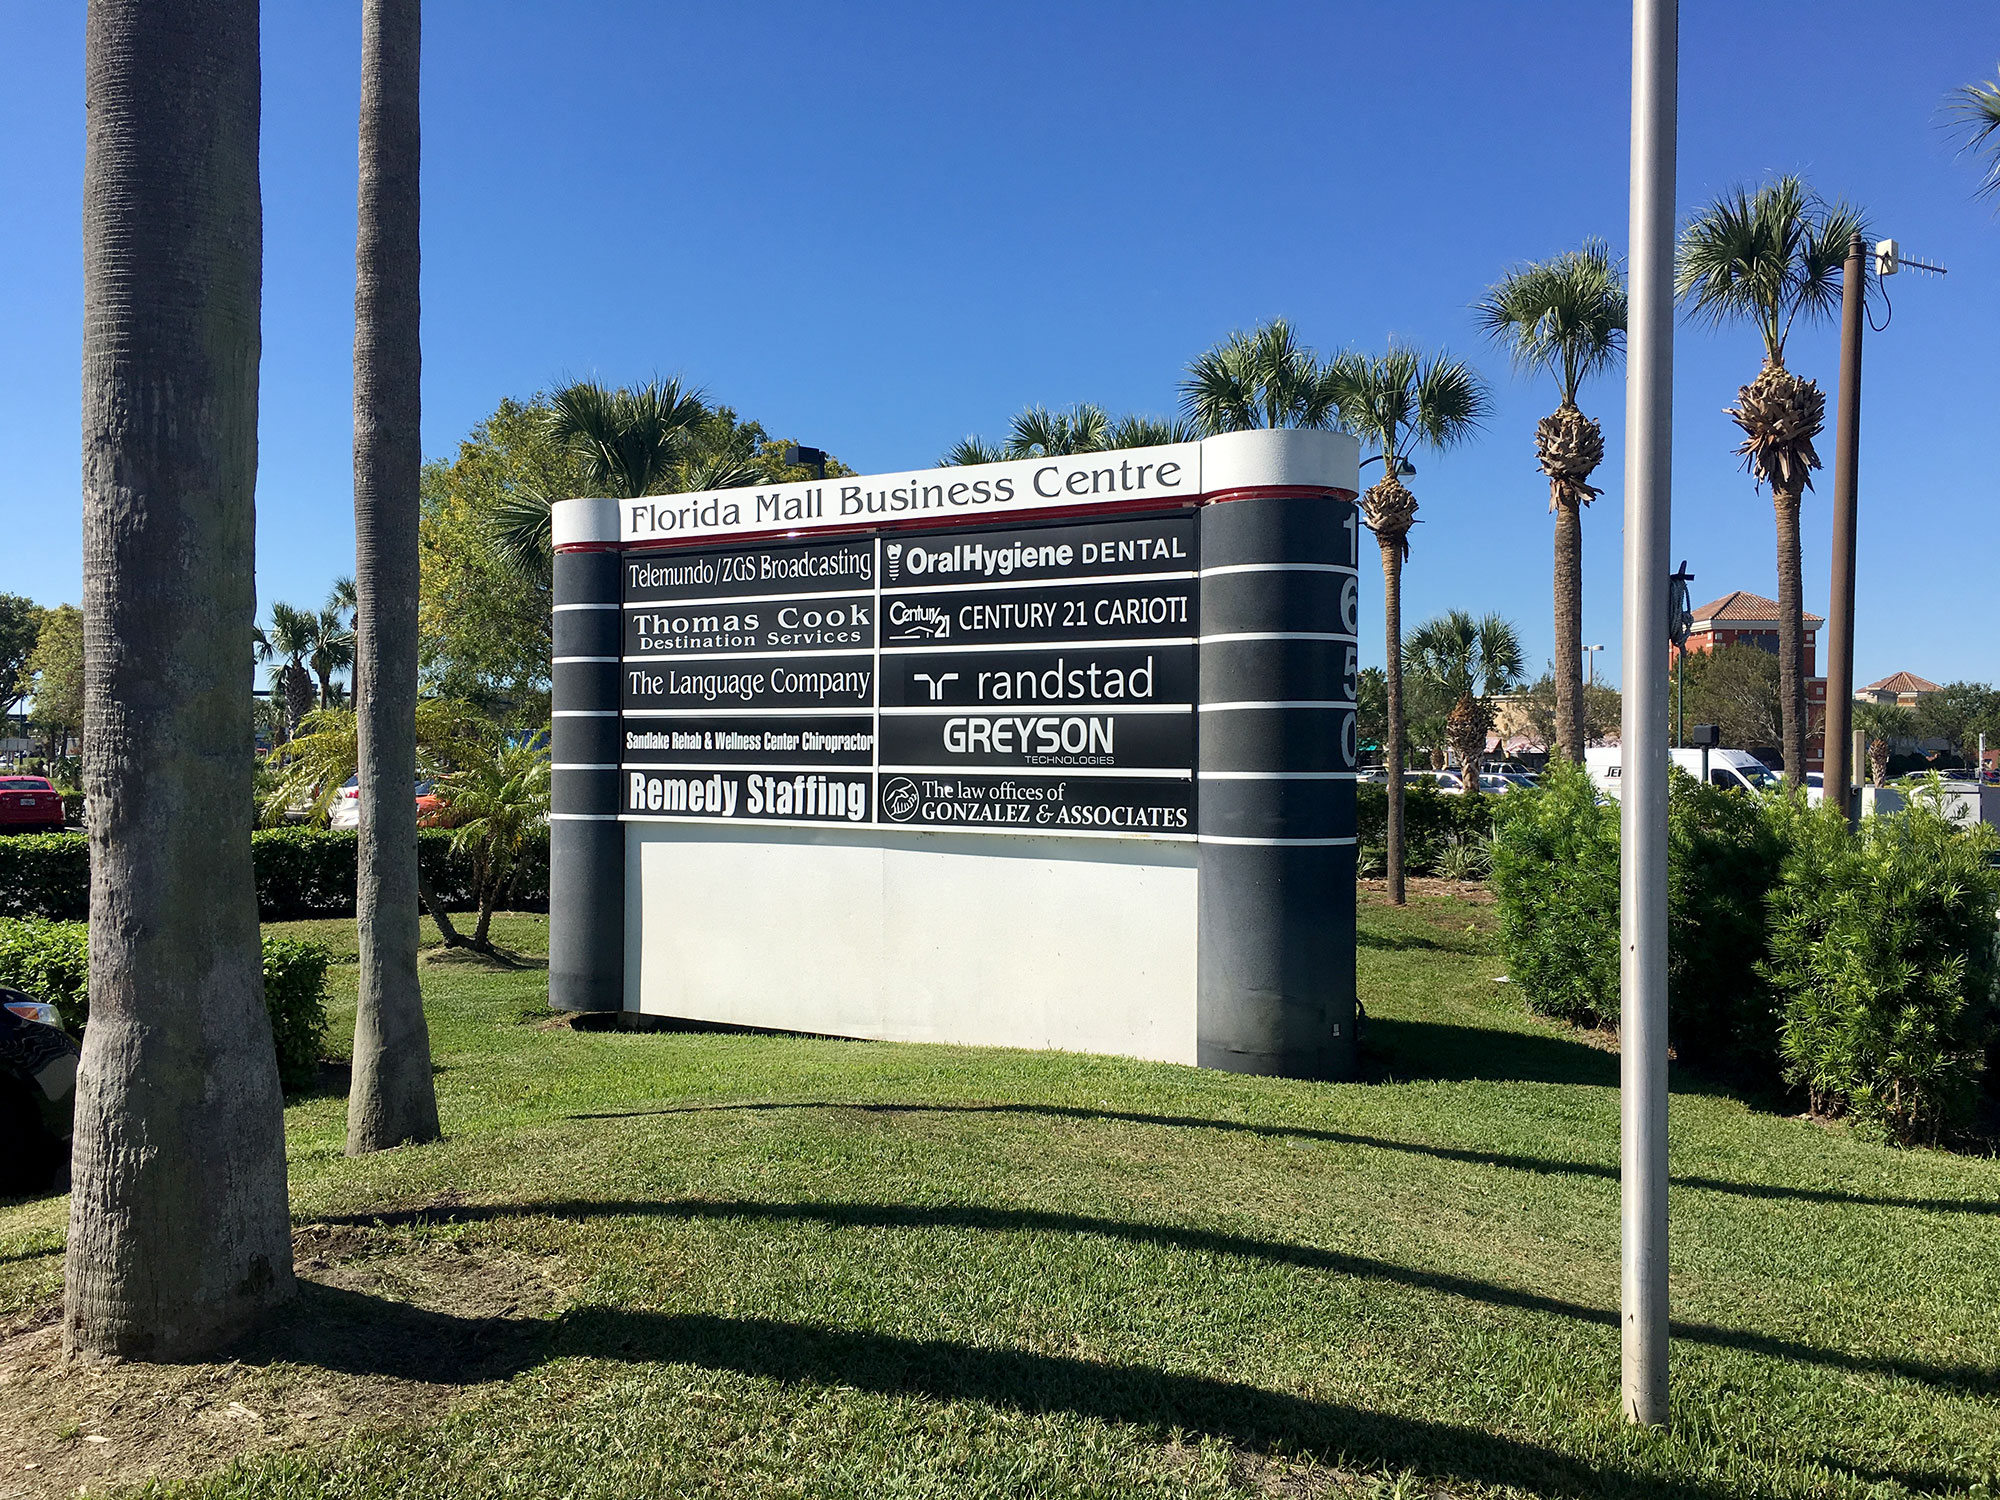 Florida Mall Business Centre
Telemundo/ZGS Broadcasting
Thomas Cook
Destination Services
The Language Company
Sandlake Rehab & Wellness Center Chiropractor
Remedy Staffing
OralHygiene DENTAL
Century 21
CENTURY 21 CARIOTI
randstad
GREYSON
TECHNOLOGIES
The law offices of
GONZALEZ & ASSOCIATES
1650